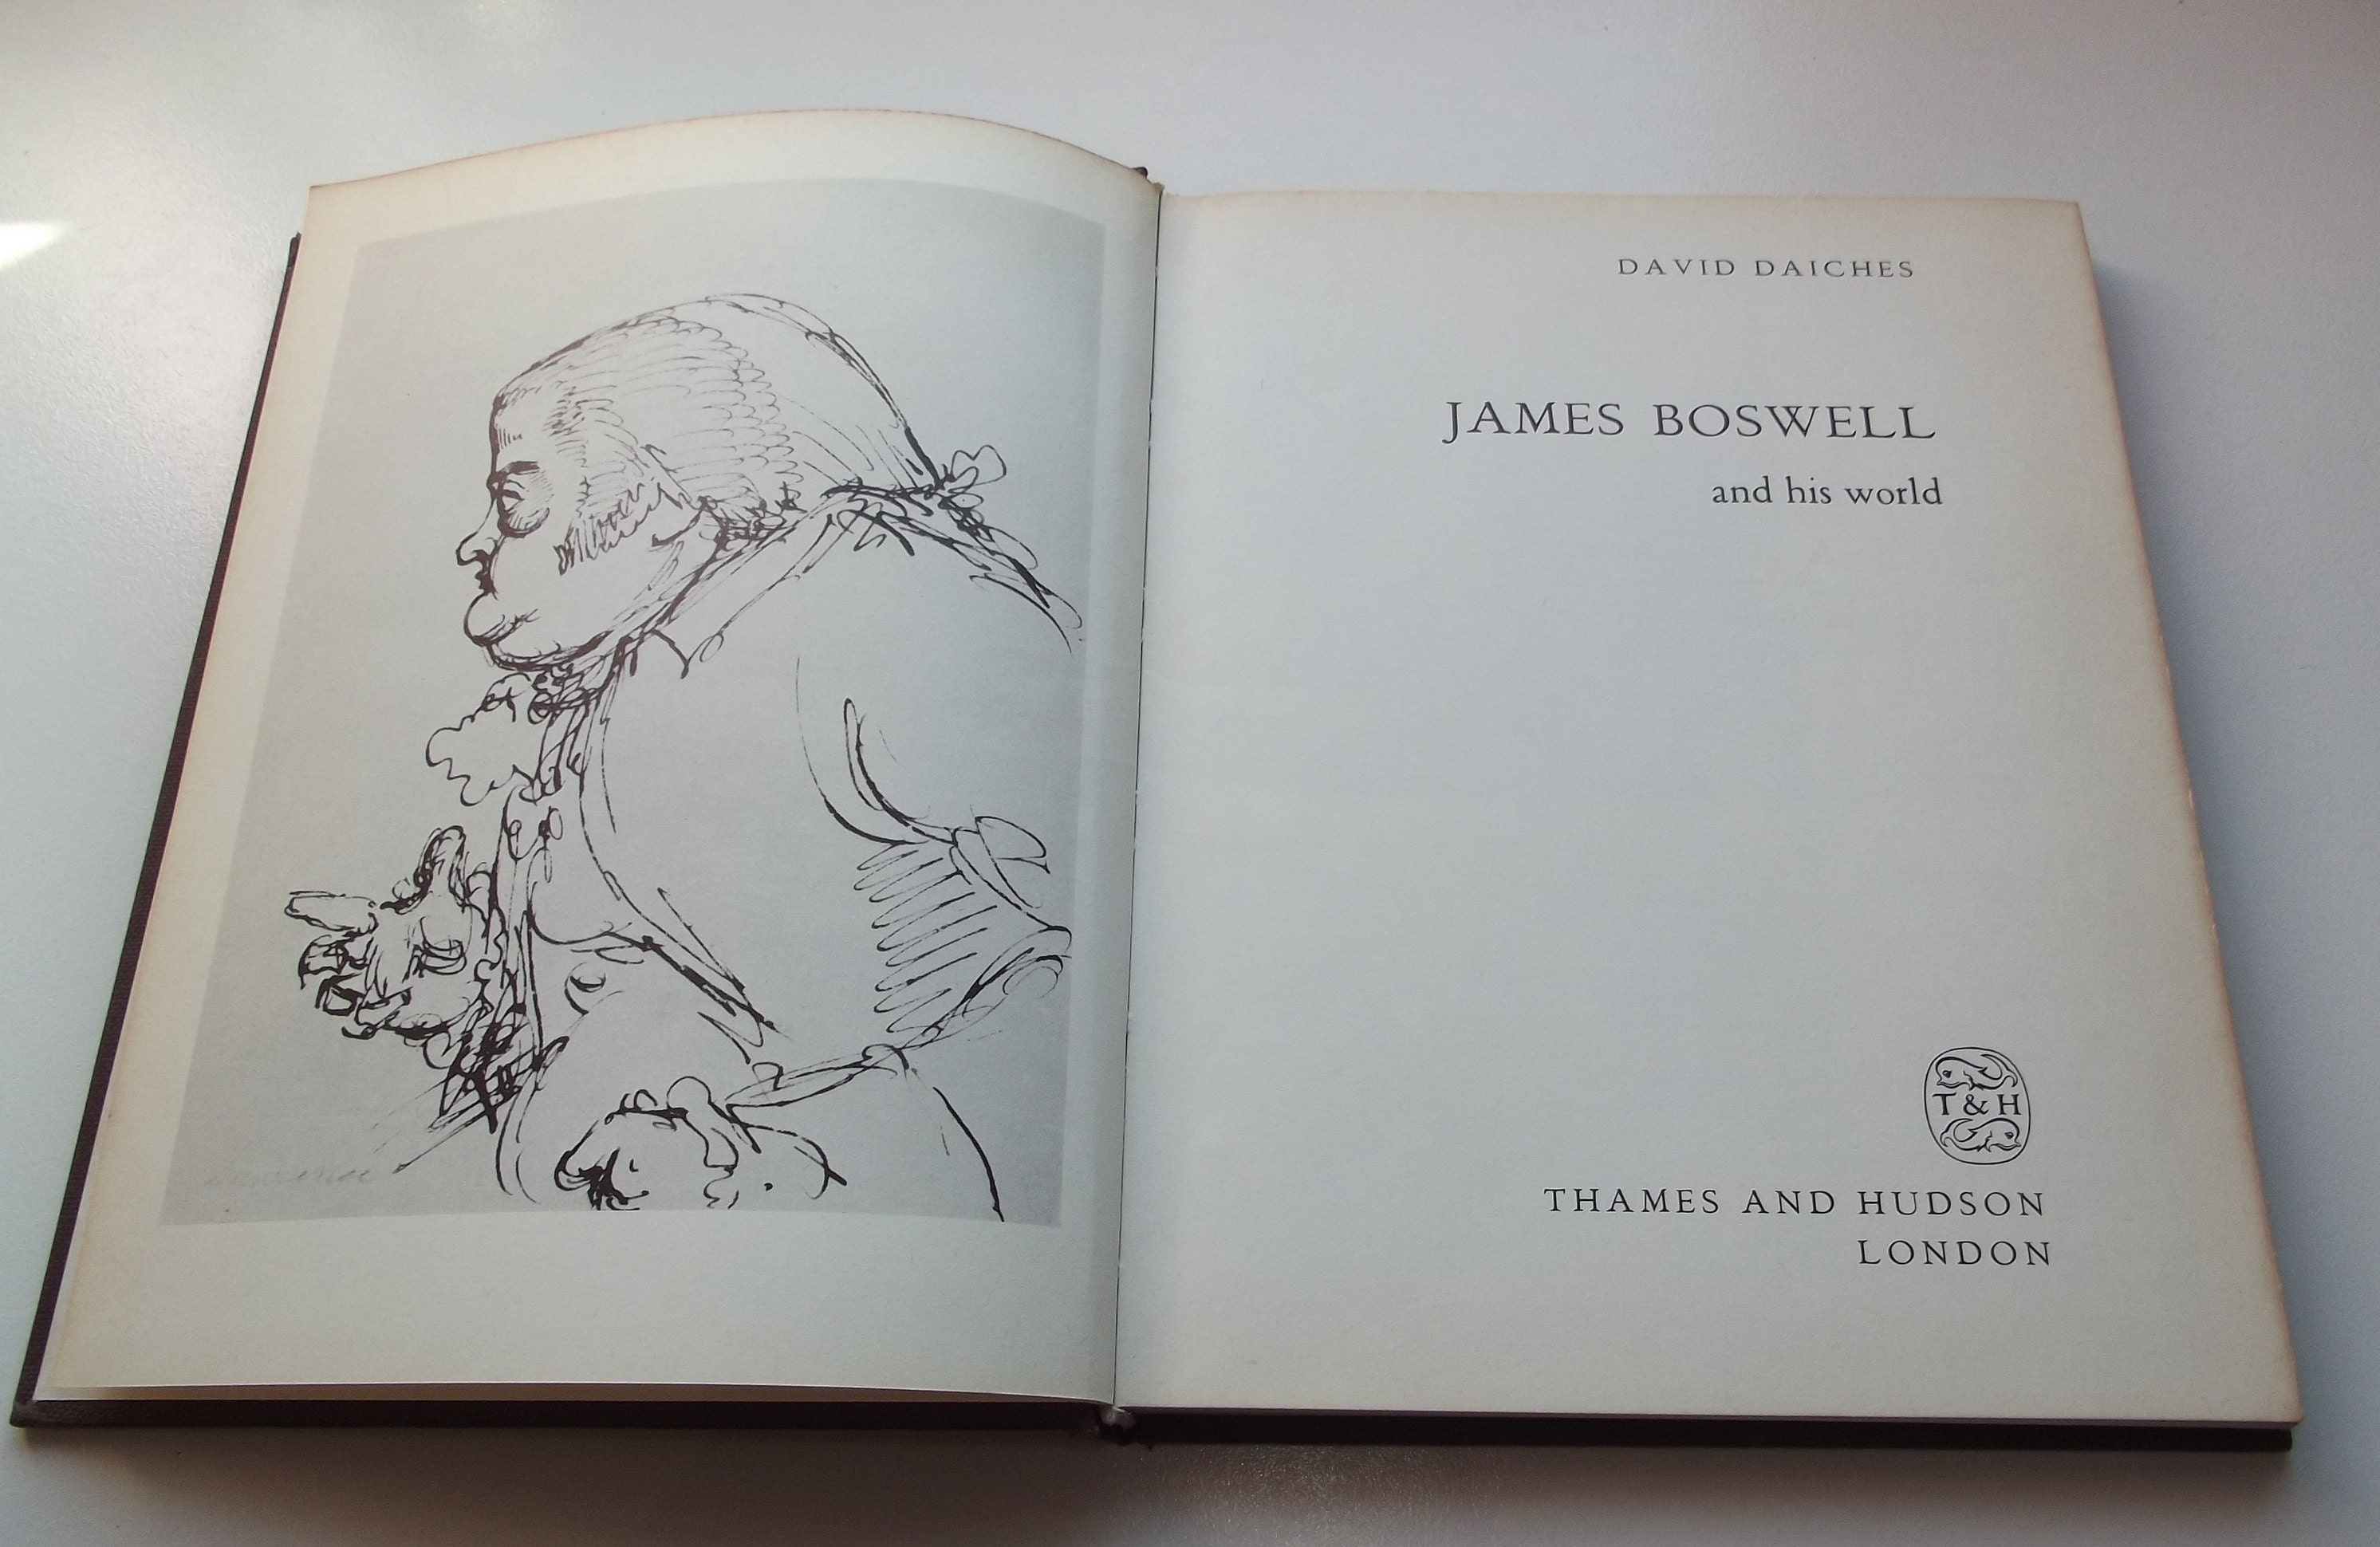 DAVID DAICHES
JAMES BOSWELL
and his world
T & H
THAMES AND HUDSON
LONDON